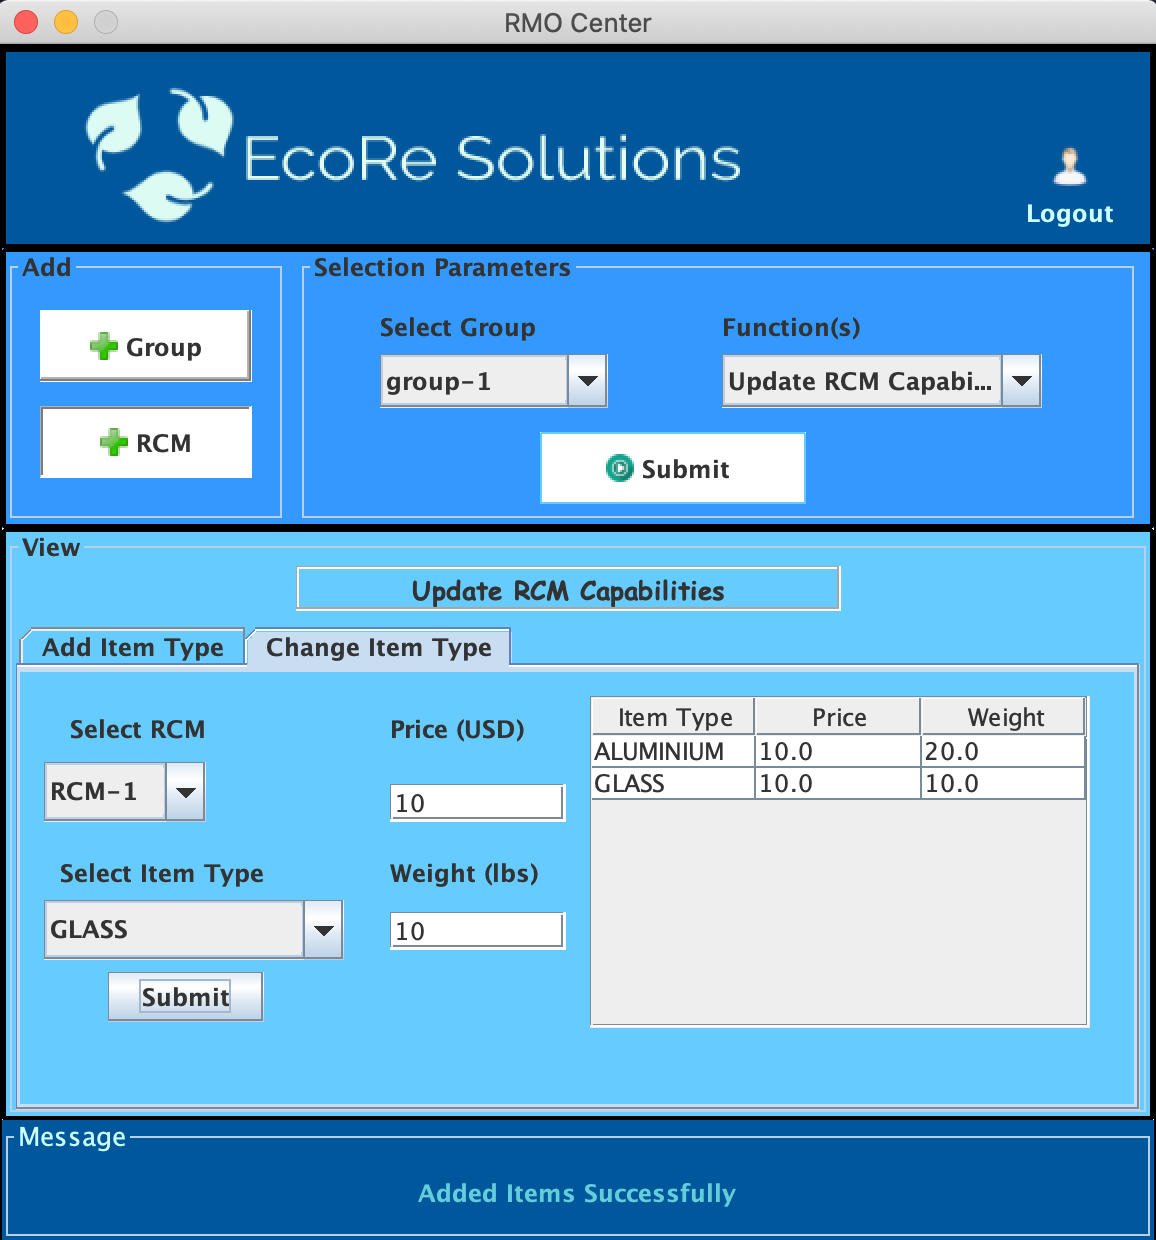 RMO Center
EcoRe Solutions
Logout
Add
Group
RCM
Selection Parameters
Select Group
Function(s)
group-1
Update RCM Capabi...
Submit
View
Update RCM Capabilities
Add Item Type
Change Item Type
Select RCM
RCM-1
Select Item Type
GLASS
Submit
Price (USD)
10
Weight (lbs)
10
Item Type Price Weight
ALUMINIUM 10.0 20.0
GLASS 10.0 10.0
Message
Added Items Successfully